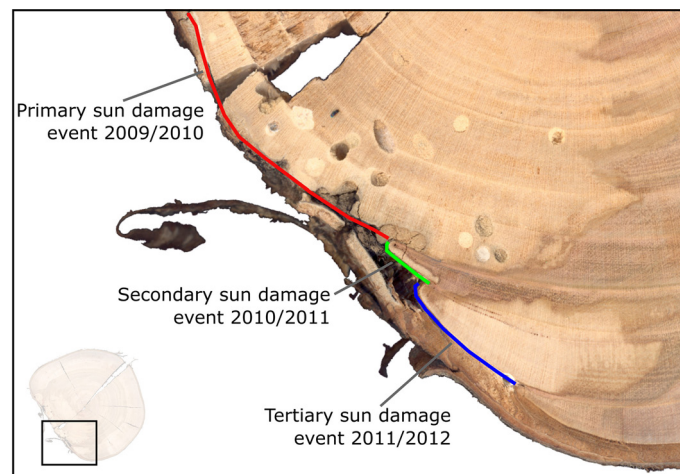 Primary sun damage
event 2009/2010
Secondary sun damage
event 2010/2011
Tertiary sun damage
event 2011/2012